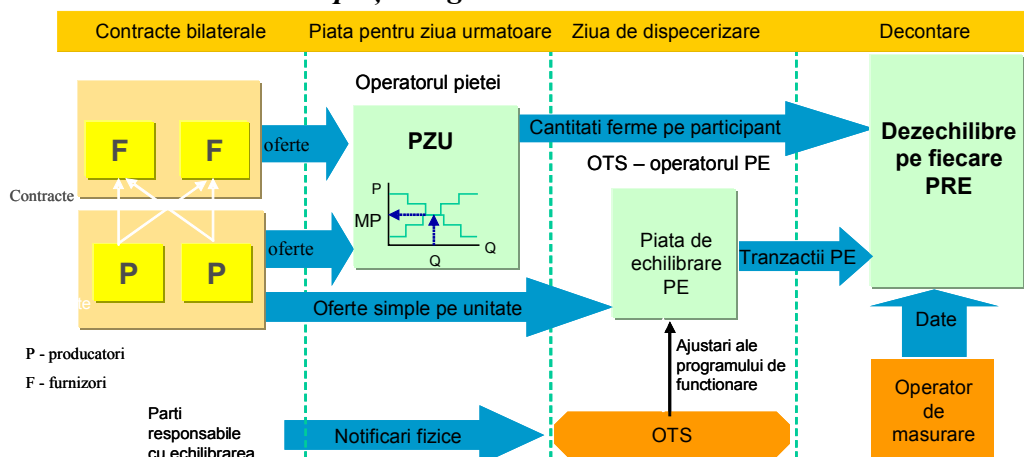 Contracte bilaterale
Piata pentru ziua urmatoare
Ziua de dispecerizare
Decontare
Operatorul pietei
F
F
oferte
Contracte
P
P
oferte
PZU
P
MP
Q
Q
Cantitati ferme pe participant
OTS – operatorul PE
Piata de
echilibrare
PE
Tranzactii PE
Dezechilibre
pe fiecare
PRE
Oferte simple pe unitate
Date
P - producatori
F - furnizori
Ajustari ale
programului de
functionare
Operator
de
masurare
Parti
responsabile
cu echilibrarea
Notificari fizice
OTS